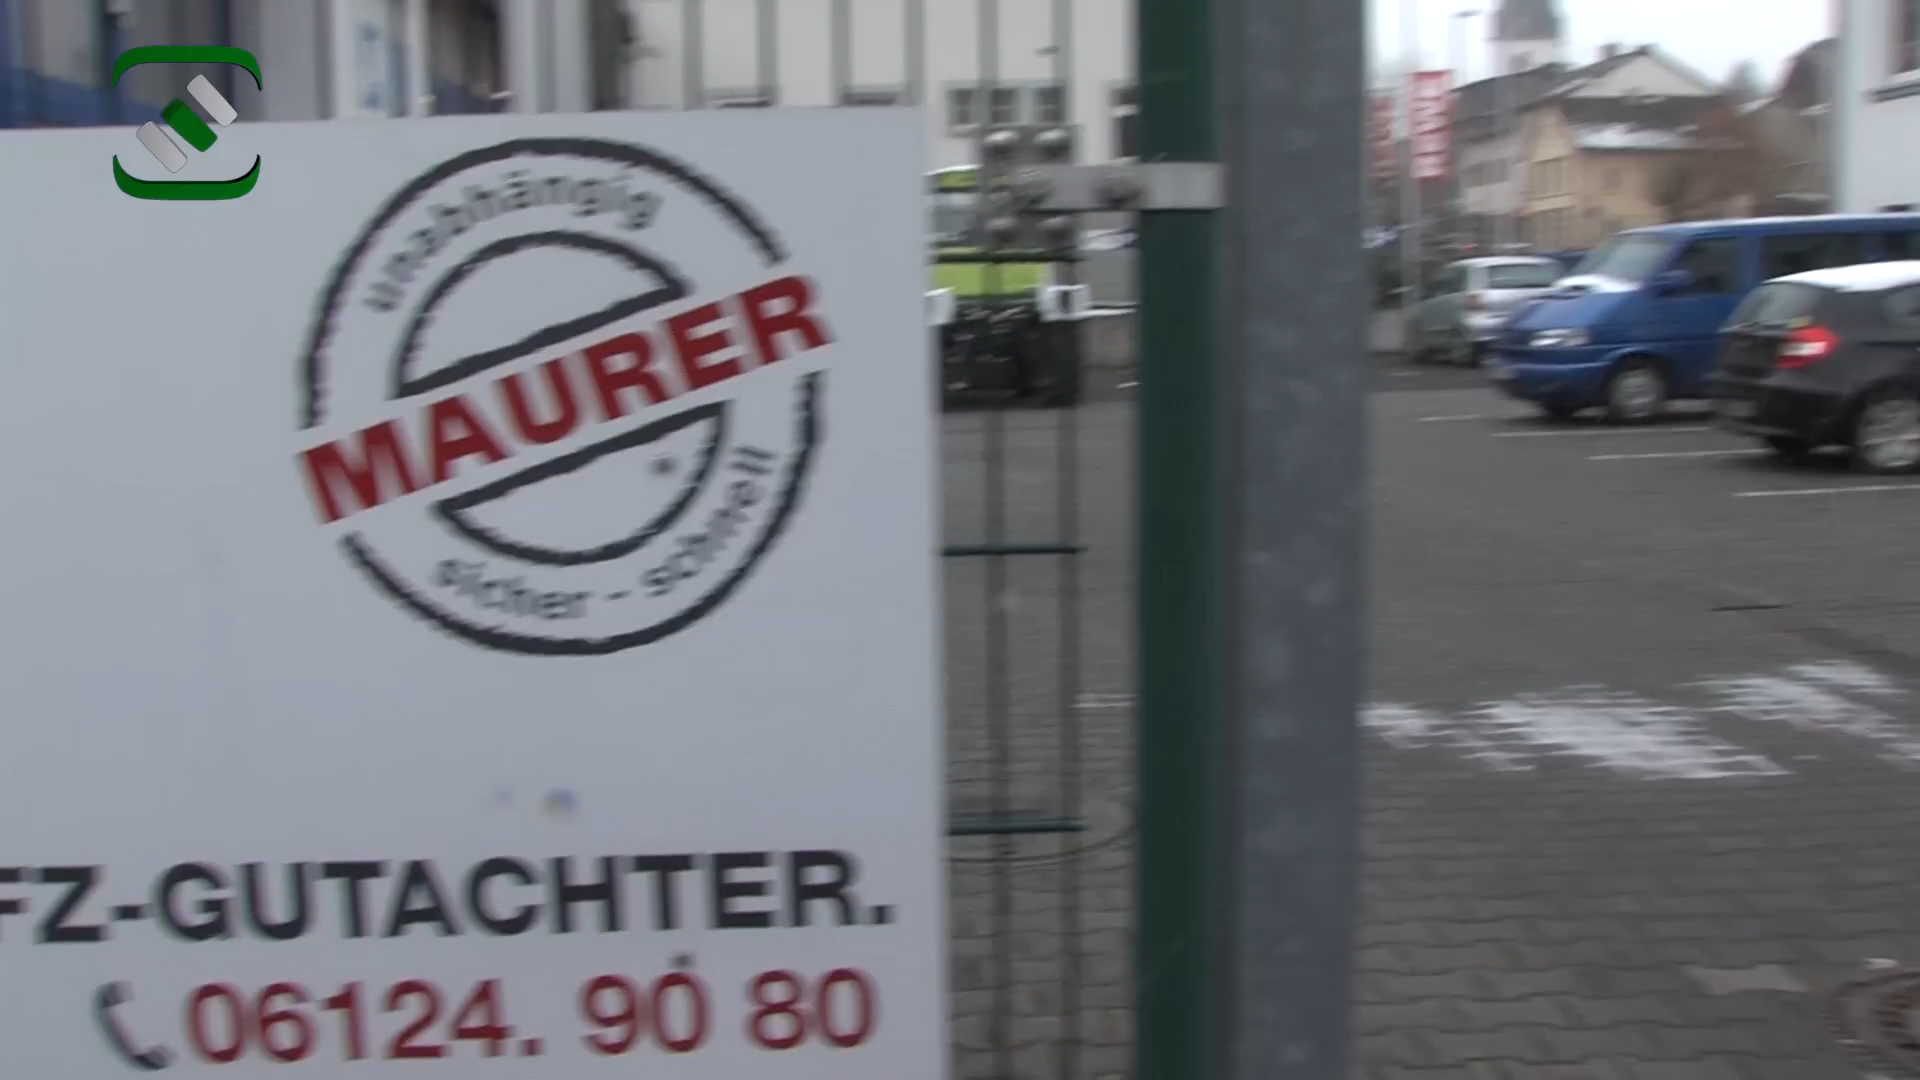 unabhängig
MAURER
sicher - schnell
FZ-GUTACHTER.
06124. 90 80